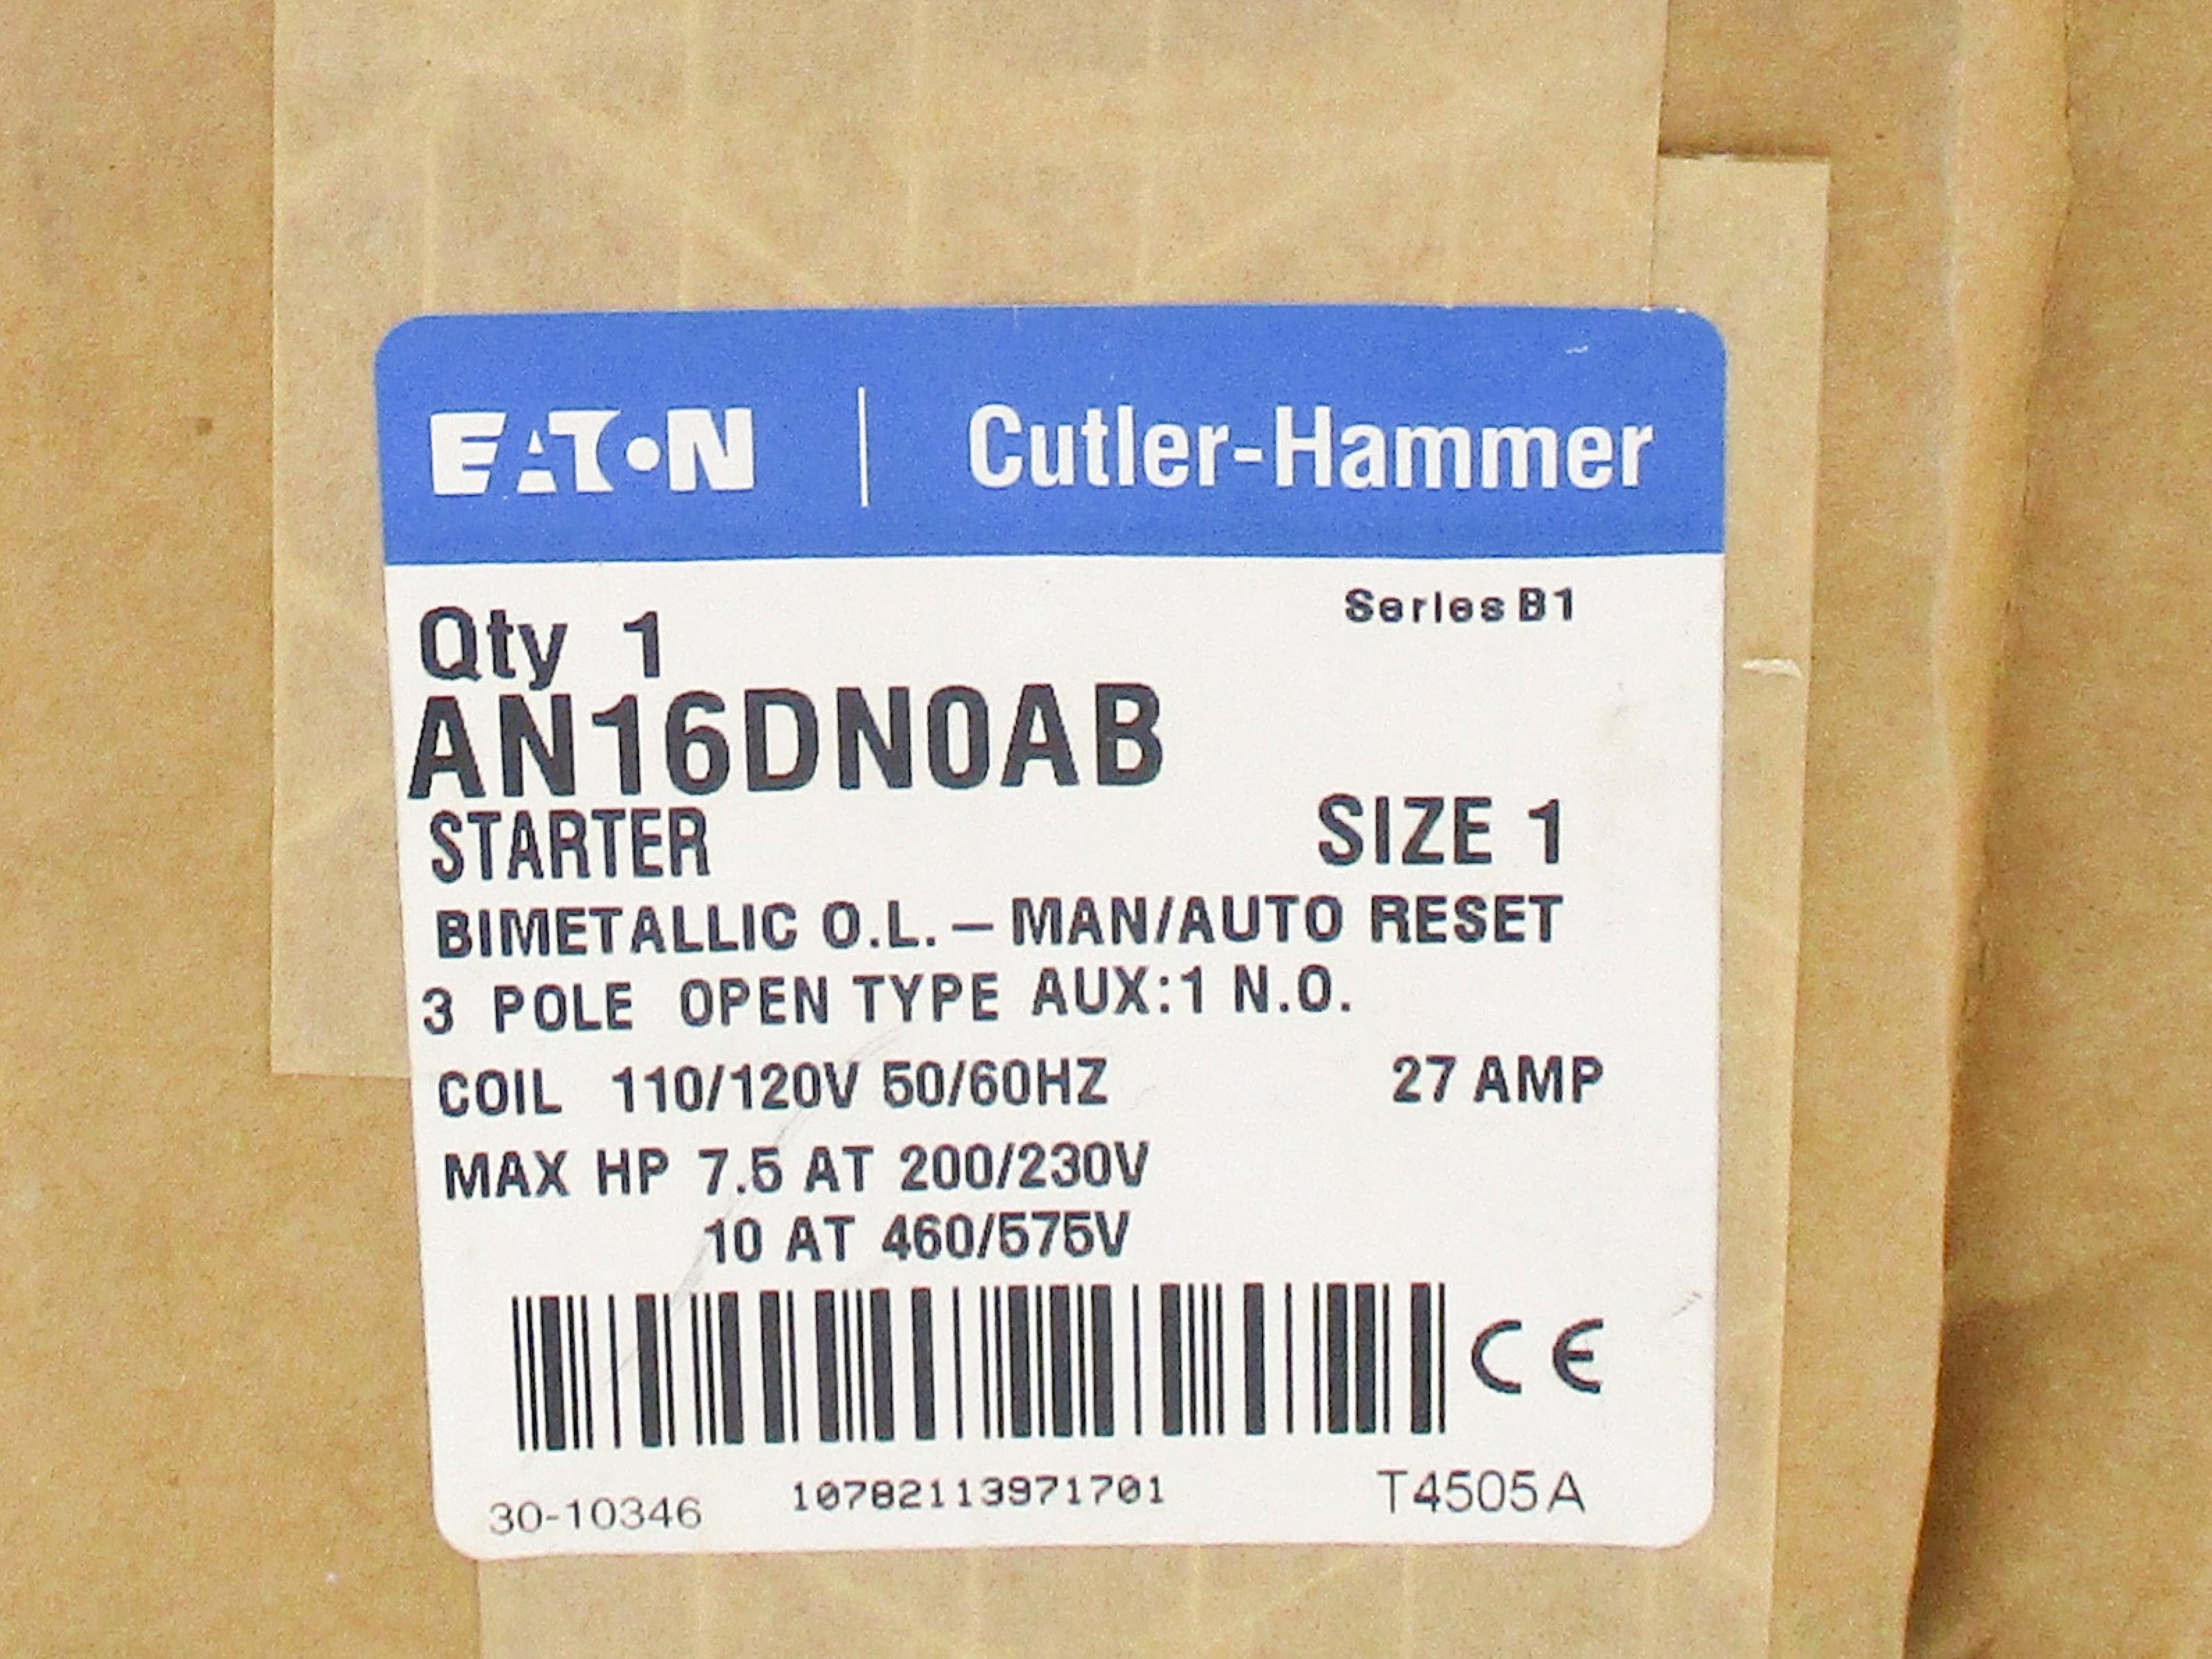 EATON | Cutler-Hammer
Series B1
Qty 1
AN16DN0AB
STARTER SIZE 1
BIMETALLIC O.L. – MAN/AUTO RESET
3 POLE OPEN TYPE AUX:1 N.O.
COIL 110/120V 50/60HZ 27 AMP
MAX HP 7.5 AT 200/230V
10 AT 460/575V
CE
30-10346 10782113971701 T4505A